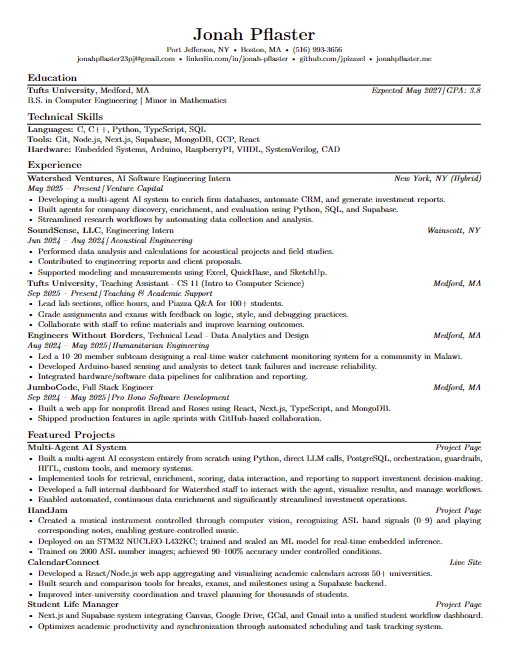 Jonah Pflaster
Port Jefferson, NY • Boston, MA • (516) 993-3656
jonahpflaster23pj@gmail.com • linkedin.com/in/jonah-pflaster • github.com/jpizzzel • jonahpflaster.me
Education
Tufts University, Medford, MA Expected May 2027 | GPA: 3.8
B.S. in Computer Engineering | Minor in Mathematics
Technical Skills
Languages: C, C++, Python, TypeScript, SQL
Tools: Git, Node.js, Next.js, Supabase, MongoDB, GCP, React
Hardware: Embedded Systems, Arduino, RaspberryPI, VHDL, SystemVerilog, CAD
Experience
Watershed Ventures, AI Software Engineering Intern New York, NY (Hybrid)
May 2025 – Present | Venture Capital
• Developing a multi-agent AI system to enrich firm databases, automate CRM, and generate investment reports.
• Built agents for company discovery, enrichment, and evaluation using Python, SQL, and Supabase.
• Streamlined research workflows by automating data collection and analysis.
SoundSense, LLC, Engineering Intern Wainscott, NY
Jun 2024 – Aug 2024 | Acoustical Engineering
• Performed data analysis and calculations for acoustical projects and field studies.
• Contributed to engineering reports and client proposals.
• Supported modeling and measurements using Excel, QuickBase, and SketchUp.
Tufts University, Teaching Assistant - CS 11 (Intro to Computer Science) Medford, MA
Sep 2025 – Present | Teaching & Academic Support
• Lead lab sections, office hours, and Piazza Q&A for 100+ students.
• Grade assignments and exams with feedback on logic, style, and debugging practices.
• Collaborate with staff to refine materials and improve learning outcomes.
Engineers Without Borders, Technical Lead - Data Analytics and Design Medford, MA
Aug 2024 – May 2025 | Humanitarian Engineering
• Led a 10–20 member subteam designing a real-time water catchment monitoring system for a community in Malawi.
• Developed Arduino-based sensing and analysis to detect tank failures and increase reliability.
• Integrated hardware/software data pipelines for calibration and reporting.
JumboCode, Full Stack Engineer Medford, MA
Sep 2024 – May 2025 | Pro Bono Software Development
• Built a web app for nonprofit Bread and Roses using React, Next.js, TypeScript, and MongoDB.
• Shipped production features in agile sprints with GitHub-based collaboration.
Featured Projects
Multi-Agent AI System Project Page
• Built a multi-agent AI ecosystem entirely from scratch using Python, direct LLM calls, PostgreSQL, orchestration, guardrails,
HITL, custom tools, and memory systems.
• Implemented tools for retrieval, enrichment, scoring, data interaction, and reporting to support investment decision-making.
• Developed a full internal dashboard for Watershed staff to interact with the agent, visualize results, and manage workflows.
• Enabled automated, continuous data enrichment and significantly streamlined investment operations.
HandJam Project Page
• Created a musical instrument controlled through computer vision, recognizing ASL hand signals (0–9) and playing
corresponding notes, enabling gesture-controlled music.
• Deployed on an STM32 NUCLEO-L432KC; trained and scaled an ML model for real-time embedded inference.
• Trained on 2000 ASL number images; achieved 90–100% accuracy under controlled conditions.
CalendarConnect Live Site
• Developed a React/Node.js web app aggregating and visualizing academic calendars across 50+ universities.
• Built search and comparison tools for breaks, exams, and milestones using a Supabase backend.
• Improved inter-university coordination and travel planning for thousands of students.
Student Life Manager Project Page
• Next.js and Supabase system integrating Canvas, Google Drive, GCal, and Gmail into a unified student workflow dashboard.
• Optimizes academic productivity and synchronization through automated scheduling and task tracking system.